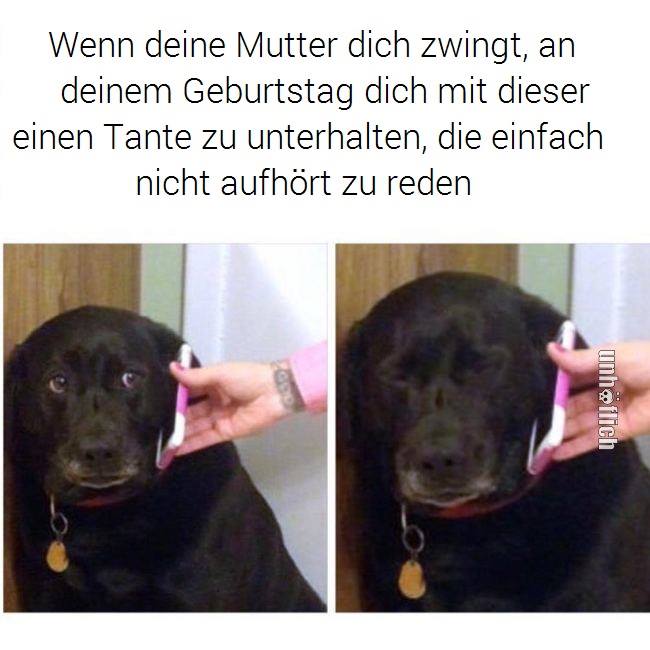 Wenn deine Mutter dich zwingt, an
deinem Geburtstag dich mit dieser
einen Tante zu unterhalten, die einfach
nicht aufhört zu reden
unhöflich